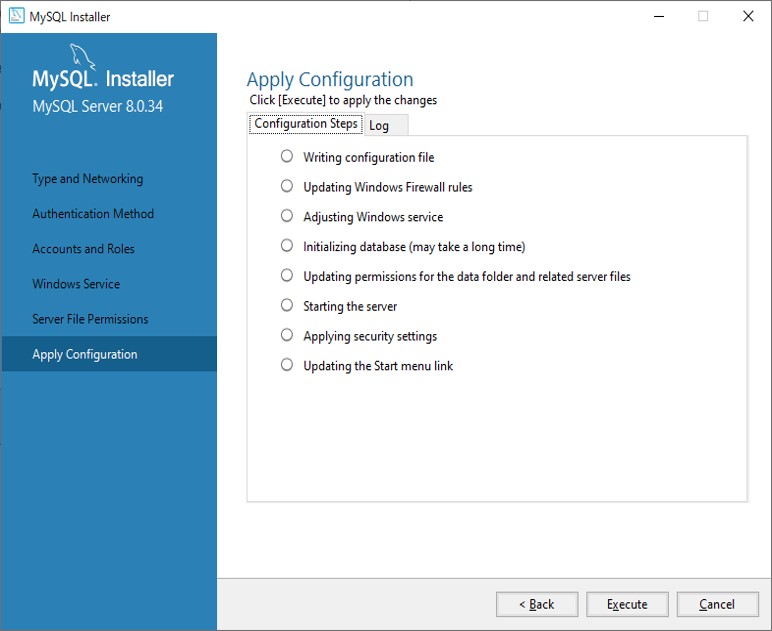 MySQL Installer
MySQL. Installer
MySQL Server 8.0.34
Type and Networking
Authentication Method
Accounts and Roles
Windows Service
Server File Permissions
Apply Configuration
Apply Configuration
Click [Execute] to apply the changes
Configuration Steps
Log
Writing configuration file
Updating Windows Firewall rules
Adjusting Windows service
Initializing database (may take a long time)
Updating permissions for the data folder and related server files
Starting the server
Applying security settings
Updating the Start menu link
< Back
Execute
Cancel